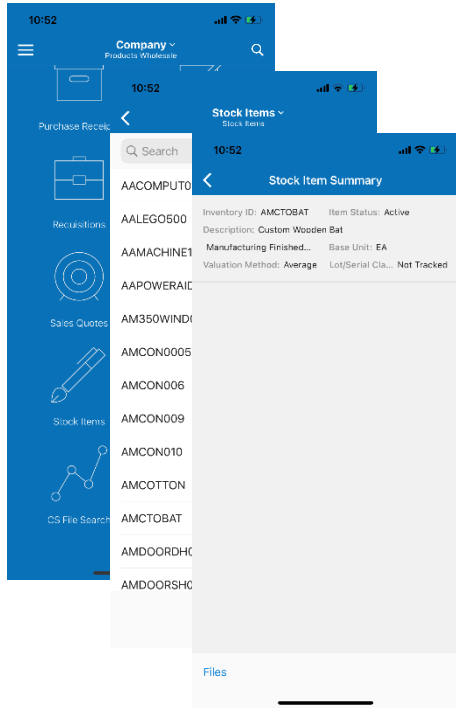 10:52
Company
Products Wholesale
Purchase Receip
Requisitions
Sales Quotes
Stock Items
CS File Search
10:52
Stock Items
Stock Items
Search
AACOMPUT0
AALEGO500
AAMACHINE1
AAPOWERAID
AM350WIND
AMCON0005
AMCON006
AMCON009
AMCON010
AMCOTTON
AMCTOBAT
AMDOORDH
AMDOORSH
10:52
Stock Item Summary
Inventory ID: AMCTOBAT Item Status: Active
Description: Custom Wooden Bat
Manufacturing Finished... Base Unit: EA
Valuation Method: Average Lot/Serial Cla... Not Tracked
Files